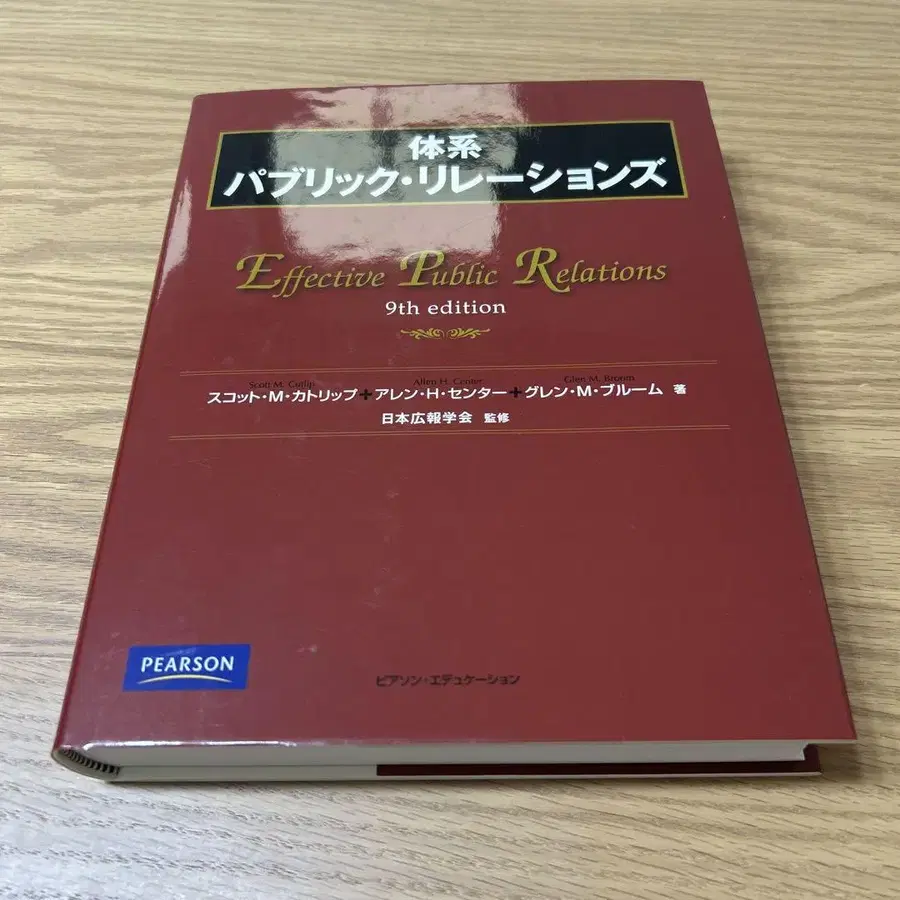 体系
パブリック・リレーションズ
Effective Public Relations
9th edition
Scott M. Cutlip Allen H. Center Glen M. Broom
スコット・M・カトリップ+アレン・H・センター+グレン・M・ブルーム 著
日本広報学会 監修
PEARSON
ピアソン・エデュケーション